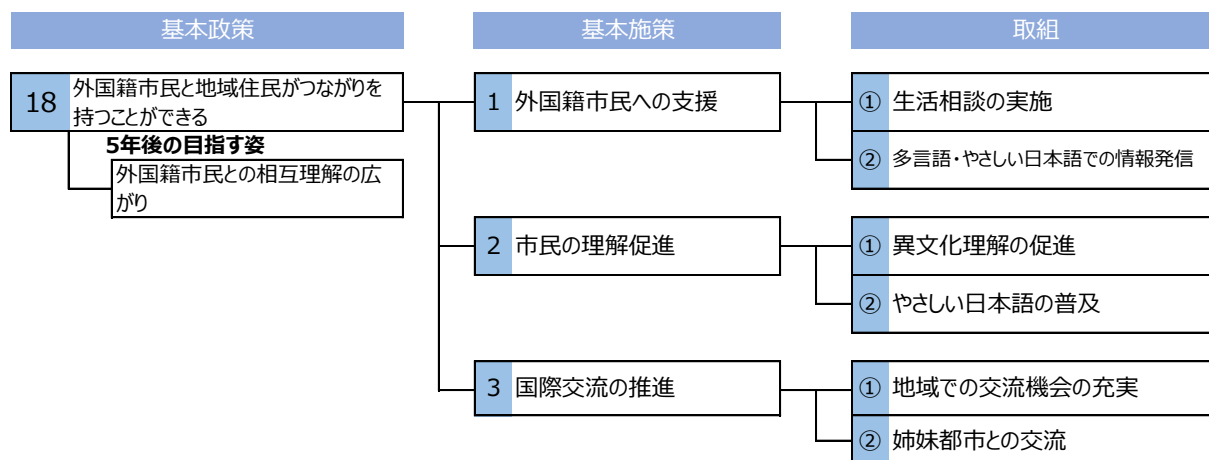 基本政策
基本施策
取組
18 外国籍市民と地域住民がつながりを
持つことができる
5年後の目指す姿
外国籍市民との相互理解の広
がり
1 外国籍市民への支援
① 生活相談の実施
② 多言語・やさしい日本語での情報発信
2 市民の理解促進
① 異文化理解の促進
② やさしい日本語の普及
3 国際交流の推進
① 地域での交流機会の充実
② 姉妹都市との交流